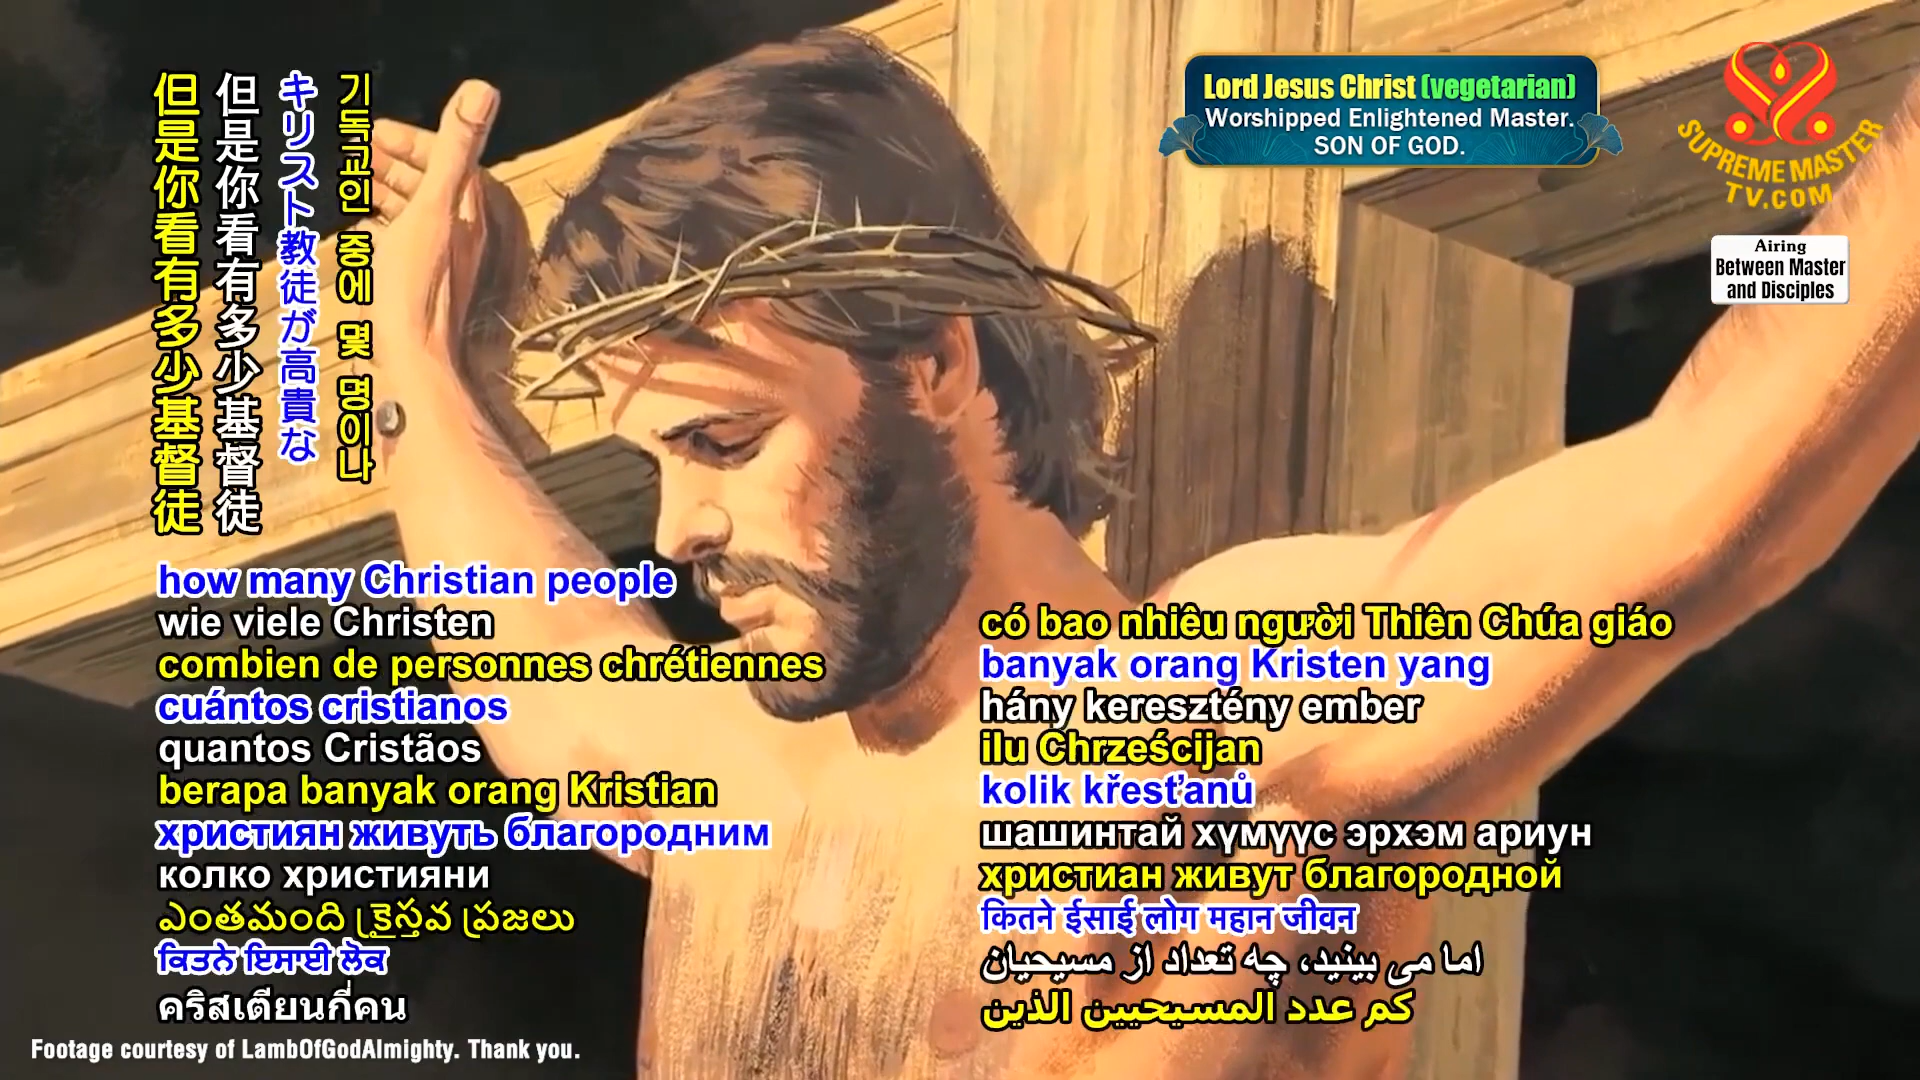 Lord Jesus Christ (vegetarian)
Worshipped Enlightened Master.
SON OF GOD.
SUPREME MASTER
TV.COM
Airing
Between Master
and Disciples
但是你看有多少基督徒
但是你看有多少基督徒
キリスト教徒が高貴な
기독교인 중에 몇 명이나
how many Christian people
wie viele Christen
combien de personnes chrétiennes
cuántos cristianos
quantos Cristãos
berapa banyak orang Kristian
християн живуть благородним
колко християни
ఎంతమంది క్రైస్తవ ప్రజలు
ਕਿਤਨੇ ਇਸਾਈ ਲੋਕ
คริสเตียนกี่คน
có bao nhiêu người Thiên Chúa giáo
banyak orang Kristen yang
hány keresztény ember
ilu Chrześcijan
kolik křesťanů
шашинтай хүмүүс эрхэм ариун
христиан живут благородной
कितने ईसाई लोग महान जीवन
اما می بینید، چه تعداد از مسیحیان
كم عدد المسيحيين الذين
Footage courtesy of LambOfGodAlmighty. Thank you.